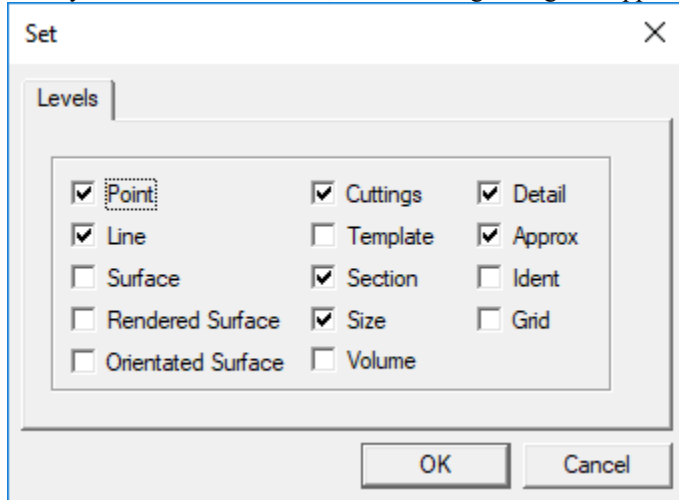 Set
Levels
Point Cuttings Detail
Line Template Approx
Surface Section Ident
Rendered Surface Size Grid
Orientated Surface Volume
OK Cancel